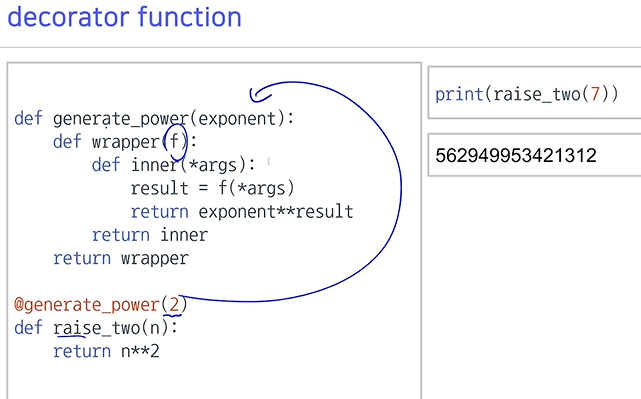 decorator function
def generate_power(exponent):
    def wrapper(f):
        def inner(*args):
            result = f(*args)
            return exponent**result
        return inner
    return wrapper
@generate_power(2)
def raise_two(n):
    return n**2
print(raise_two(7))
562949953421312